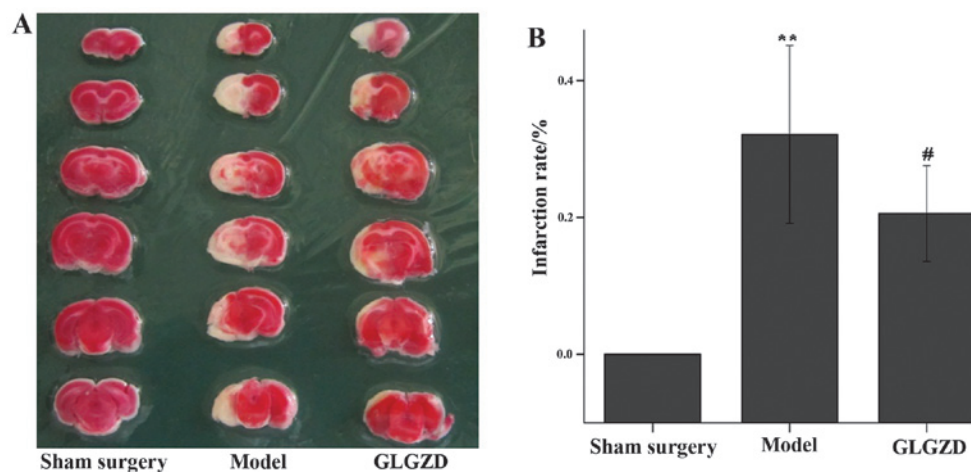 A
Sham surgery Model GLGZD
B
Infarction rate/%
0.4
0.2
0.0
**
#
Sham surgery Model GLGZD